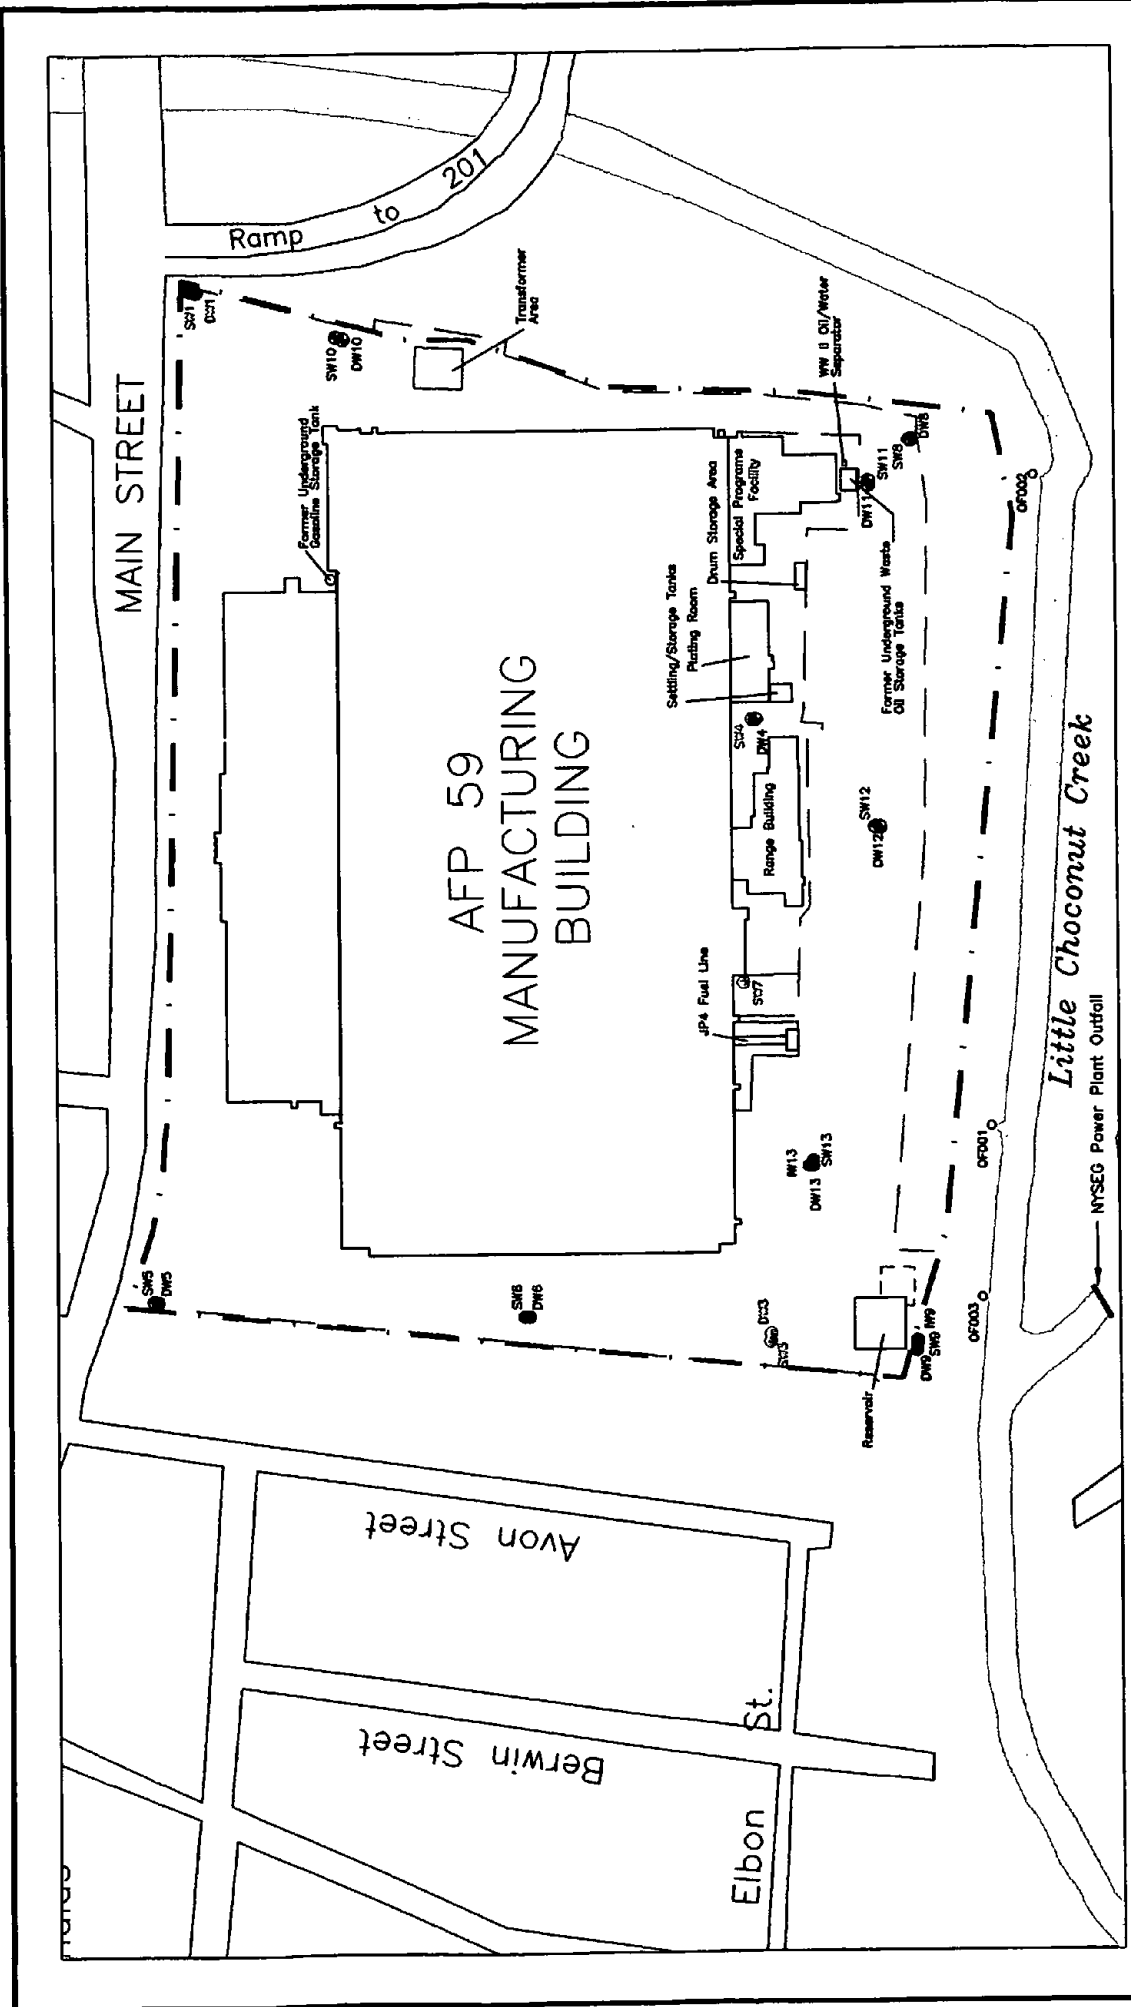 MAIN STREET
Ramp
to
201
SW1
DW1
SW10
DW10
Transformer
Area
Former Underground
Gasoline Storage Tank
WW II Oil/Water
Separator
AFP 59
MANUFACTURING
BUILDING
Drum Storage Area
Special Programs
Facility
Settling/Storage Tanks
Plating Room
SW11
DW11
SW8
DW8
OF002
SW4
DW4
Former Underground Waste
Oil Storage Tanks
Range Building
SW12
DW12
JP4 Fuel Line
SW7
Little Choconut Creek
NYSEG Power Plant Outfall
OF001
OF003
IW13
DW13
SW13
SW5
DW5
SW6
DW6
DW3
SW3
DW9
SW9
IW9
Reservoir
Avon Street
Berwin Street
Elbon St.